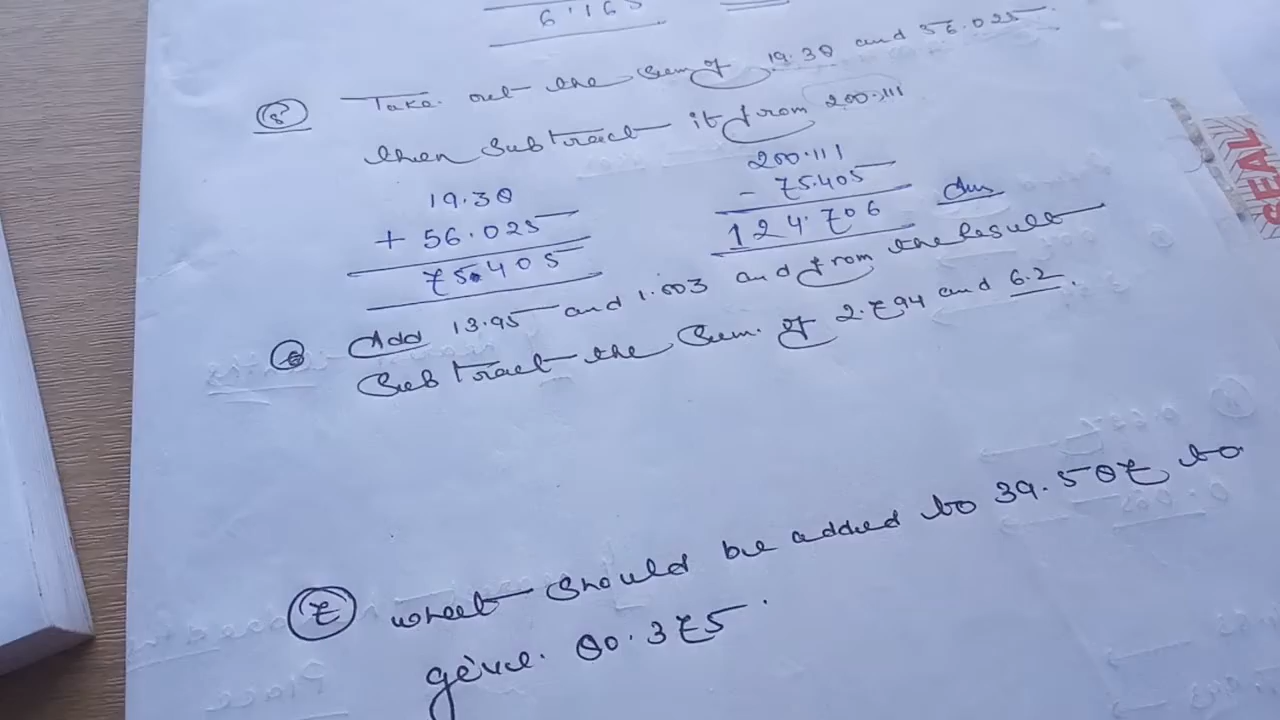 6.165
⑤ Take out the Sum of 19.38 and 56.025.
then Subtract it from 200.111
19.38
+ 56.025
75.405
200.111
- 75.405
124.706 Ans
⑥ Add 13.95 and 1.003 and from the Result
Subtract the Sum of 2.794 and 6.2.
⑦ what should be added to 39.587 to
give 80.375.
SEAL